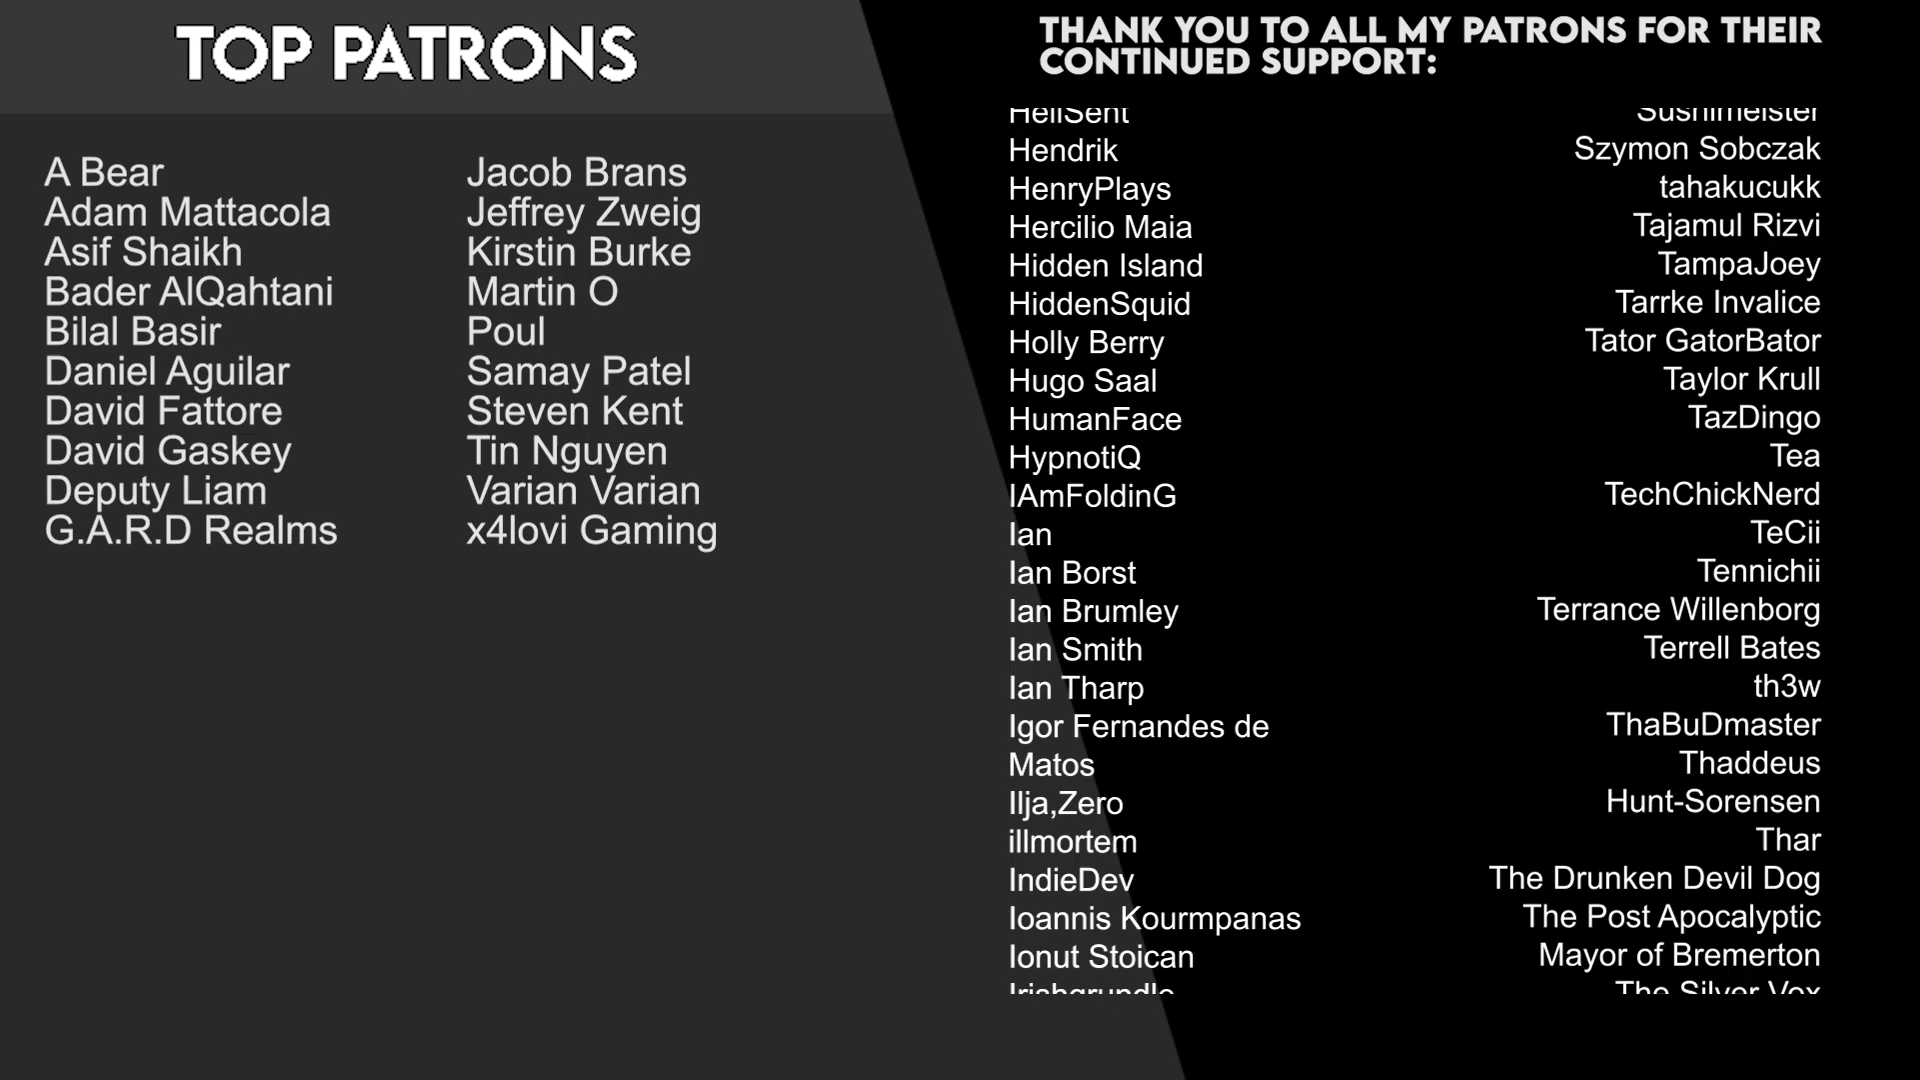 TOP PATRONS
A Bear
Adam Mattacola
Asif Shaikh
Bader AlQahtani
Bilal Basir
Daniel Aguilar
David Fattore
David Gaskey
Deputy Liam
G.A.R.D Realms
Jacob Brans
Jeffrey Zweig
Kirstin Burke
Martin O
Poul
Samay Patel
Steven Kent
Tin Nguyen
Varian Varian
x4lovi Gaming
THANK YOU TO ALL MY PATRONS FOR THEIR
CONTINUED SUPPORT:
HellSent
Hendrik
HenryPlays
Hercilio Maia
Hidden Island
HiddenSquid
Holly Berry
Hugo Saal
HumanFace
HypnotiQ
IAmFoldinG
Ian
Ian Borst
Ian Brumley
Ian Smith
Ian Tharp
Igor Fernandes de
Matos
Ilja,Zero
illmortem
IndieDev
Ioannis Kourmpanas
Ionut Stoican
Irishgrundle
Sushimeister
Szymon Sobczak
tahakucukk
Tajamul Rizvi
TampaJoey
Tarrke Invalice
Tator GatorBator
Taylor Krull
TazDingo
Tea
TechChickNerd
TeCii
Tennichii
Terrance Willenborg
Terrell Bates
th3w
ThaBuDmaster
Thaddeus
Hunt-Sorensen
Thar
The Drunken Devil Dog
The Post Apocalyptic
Mayor of Bremerton
The Silver Vox